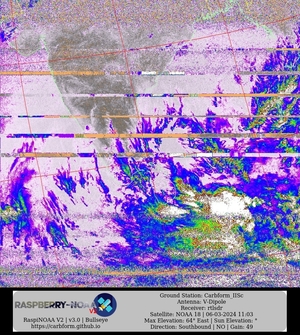 RASPBERRY-NOAA
V2
RaspiNOAA V2 | v3.0 | Bullseye
https://carbform.github.io
Ground Station: Carbform_IISc
Antenna: V-Dipole
Receiver: rtlsdr
Satellite: NOAA 18 | 06-03-2024 11:03
Max Elevation: 64° East | Sun Elevation: °
Direction: Southbound | NO | Gain: 49